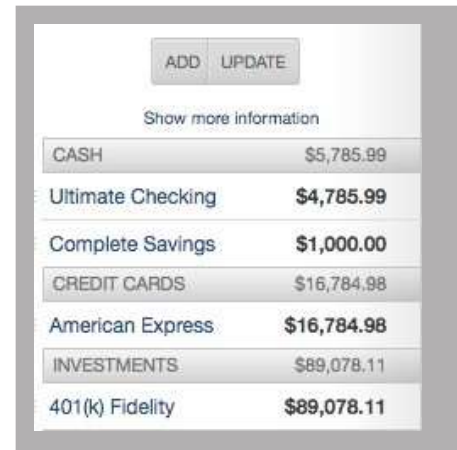 ADD UPDATE
Show more information
CASH $5,785.99
Ultimate Checking $4,785.99
Complete Savings $1,000.00
CREDIT CARDS $16,784.98
American Express $16,784.98
INVESTMENTS $89,078.11
401(k) Fidelity $89,078.11